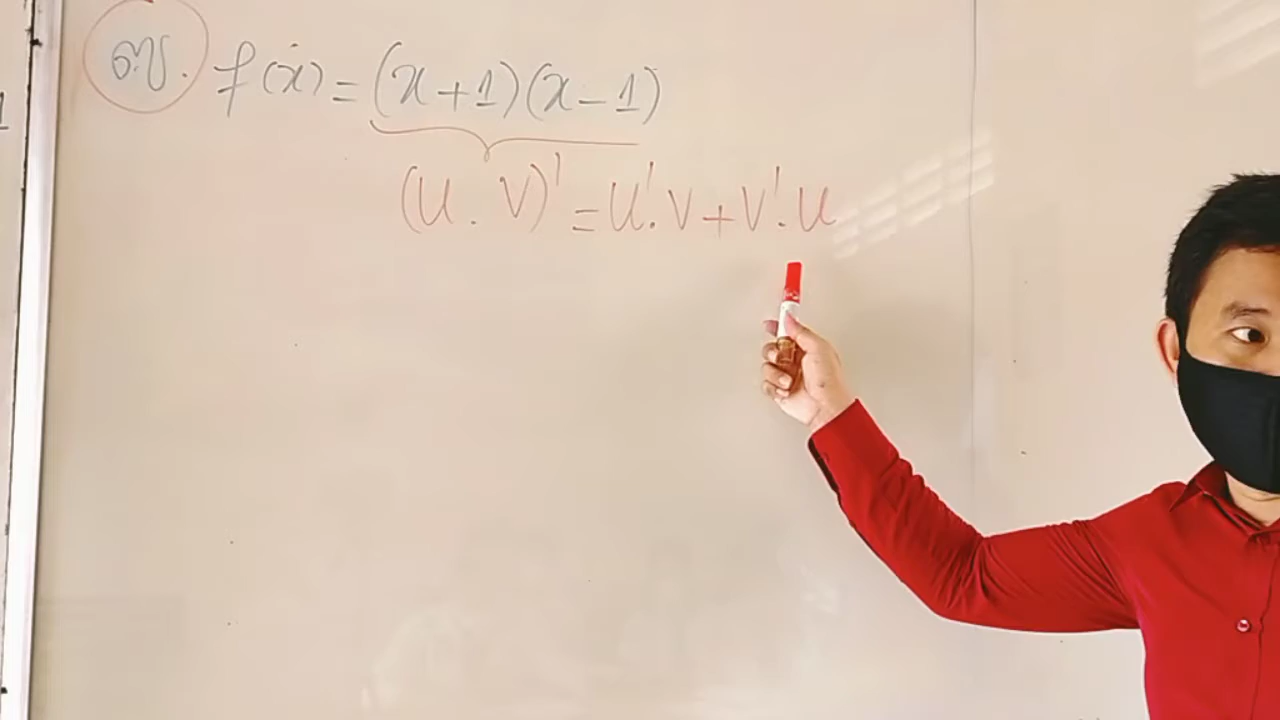 ตย. f(x) = (x+1)(x-1)
(U . V)' = U'.V + V'.U